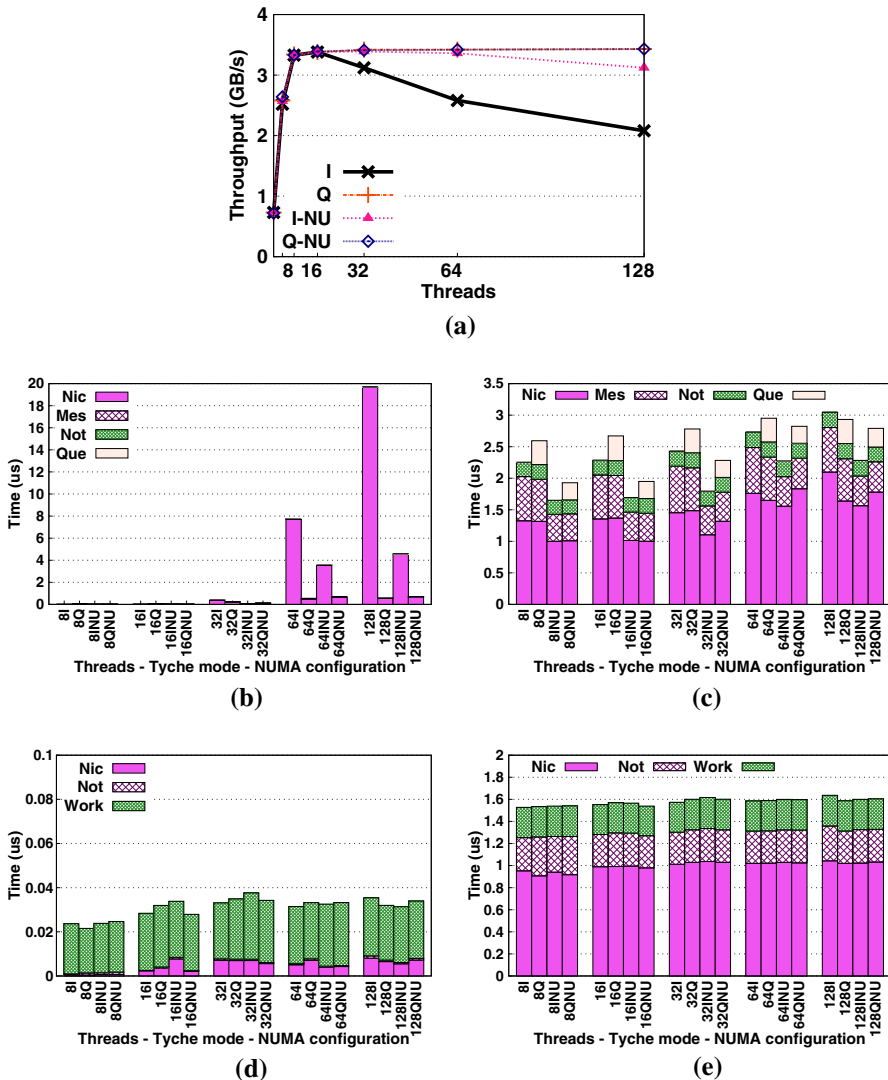 4
3
2
1
0
Throughput (GB/s)
I
Q
I-NU
Q-NU
8 16 32 64 128
Threads
(a)
20
18
16
14
12
10
8
6
4
2
0
Time (us)
Nic
Mes
Not
Que
8I 8Q 8INU 8QNU 16I 16Q 16INU 16QNU 32I 32Q 32INU 32QNU 64I 64Q 64INU 64QNU 128I 128Q 128INU 128QNU
Threads - Tyche mode - NUMA configuration
(b)
3.5
3
2.5
2
1.5
1
0.5
0
Time (us)
Nic Mes Not Que
8I 8Q 8INU 8QNU 16I 16Q 16INU 16QNU 32I 32Q 32INU 32QNU 64I 64Q 64INU 64QNU 128I 128Q 128INU 128QNU
Threads - Tyche mode - NUMA configuration
(c)
0.1
0.08
0.06
0.04
0.02
0
Time (us)
Nic
Not
Work
8I 8Q 8INU 8QNU 16I 16Q 16INU 16QNU 32I 32Q 32INU 32QNU 64I 64Q 64INU 64QNU 128I 128Q 128INU 128QNU
Threads - Tyche mode - NUMA configuration
(d)
2
1.8
1.6
1.4
1.2
1
0.8
0.6
0.4
0.2
0
Time (us)
Nic Not Work
8I 8Q 8INU 8QNU 16I 16Q 16INU 16QNU 32I 32Q 32INU 32QNU 64I 64Q 64INU 64QNU 128I 128Q 128INU 128QNU
Threads - Tyche mode - NUMA configuration
(e)